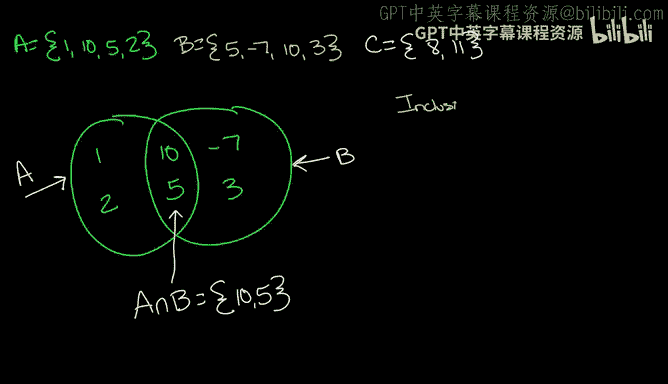 GPT中英字幕课程资源@bilibili.com
GPT中英字幕课程资源 bilibili
A={1,10,5,2} B={5,-7,10,3} C={8,11}
Inclusi
A
1 10 -7
B
2 5 3
A∩B={10,5}